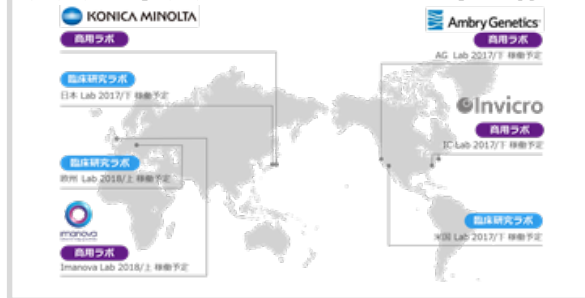 KONICA MINOLTA
商用ラボ
臨床研究ラボ
日本 Lab 2017/下 稼働予定
臨床研究ラボ
欧州 Lab 2018/上 稼働予定
imanova
商用ラボ
Imanova Lab 2018/上 稼働予定
Ambry Genetics
商用ラボ
AG Lab 2017/下 稼働予定
Invicro
商用ラボ
IC-Lab 2017/下 稼働予定
臨床研究ラボ
米国 Lab 2017/下 稼働予定